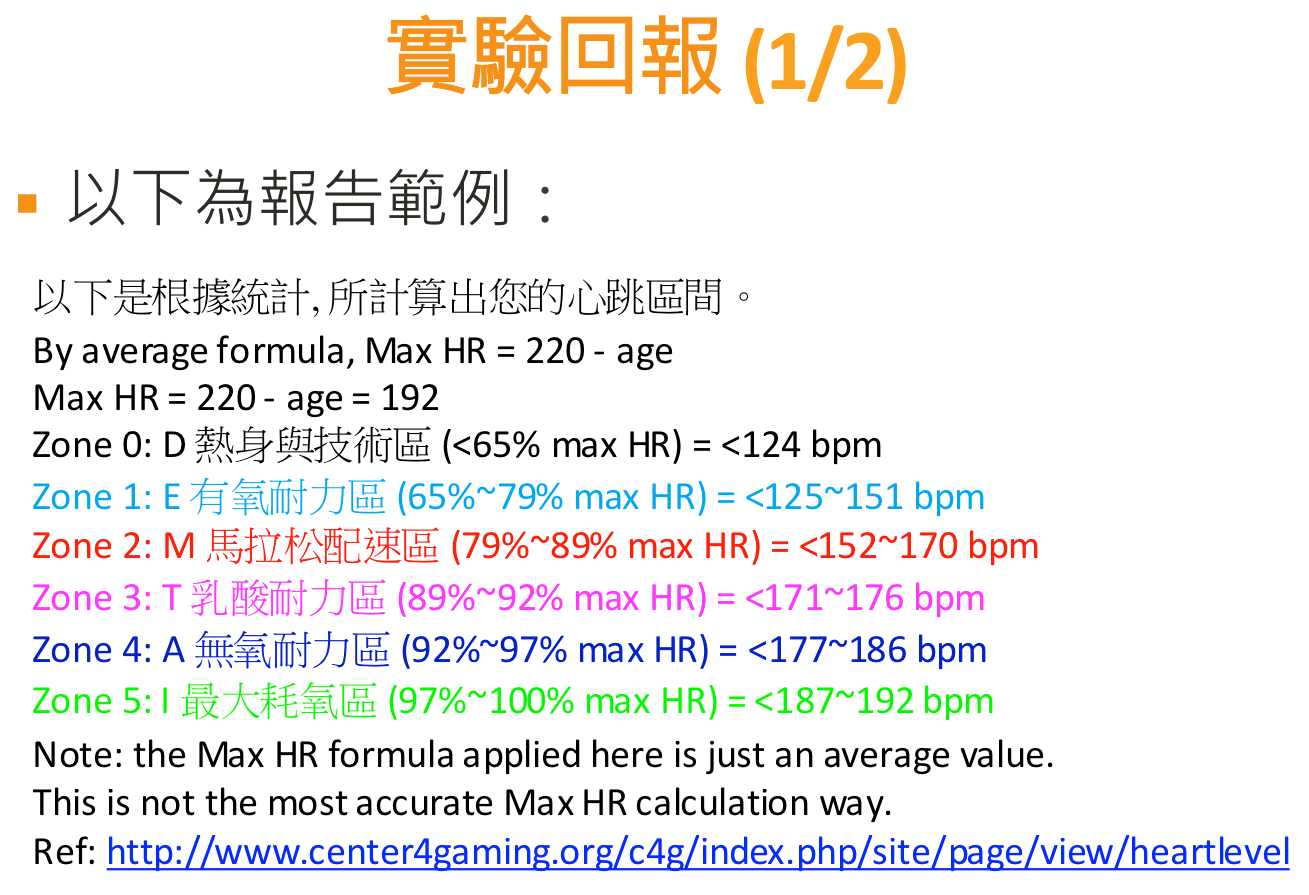 實驗回報 (1/2)
以下為報告範例：
以下是根據統計, 所計算出您的心跳區間。
By average formula, Max HR = 220 - age
Max HR = 220 - age = 192
Zone 0: D 熱身與技術區 (<65% max HR) = <124 bpm
Zone 1: E 有氧耐力區 (65%~79% max HR) = <125~151 bpm
Zone 2: M 馬拉松配速區 (79%~89% max HR) = <152~170 bpm
Zone 3: T 乳酸耐力區 (89%~92% max HR) = <171~176 bpm
Zone 4: A 無氧耐力區 (92%~97% max HR) = <177~186 bpm
Zone 5: I 最大耗氧區 (97%~100% max HR) = <187~192 bpm
Note: the Max HR formula applied here is just an average value.
This is not the most accurate Max HR calculation way.
Ref: http://www.center4gaming.org/c4g/index.php/site/page/view/heartlevel